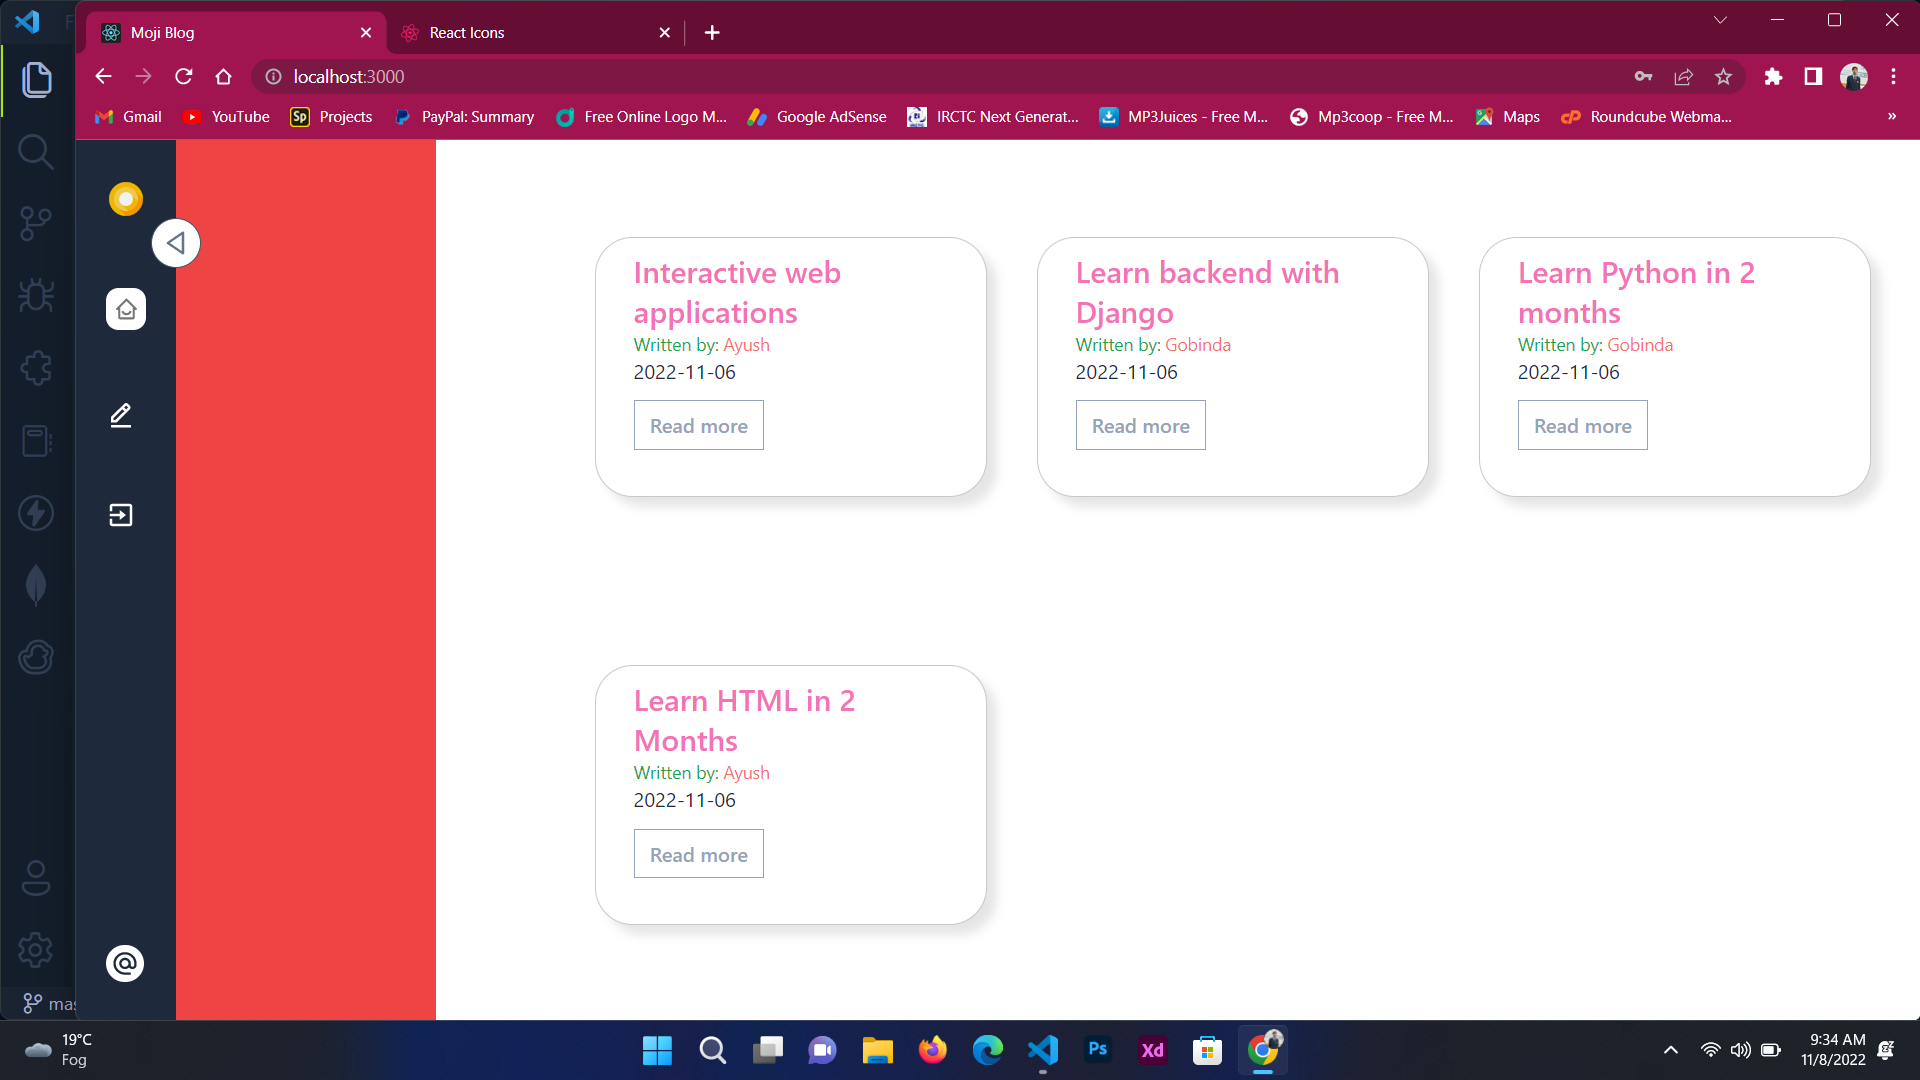 F
Moji Blog
React Icons
localhost:3000
Gmail
YouTube
Sp
Projects
PayPal: Summary
Free Online Logo M...
Google AdSense
IRCTC Next Generat...
MP3Juices - Free M...
Mp3coop - Free M...
Maps
cP
Roundcube Webma...
»
Interactive web
applications
Written by: Ayush
2022-11-06
Read more
Learn backend with
Django
Written by: Gobinda
2022-11-06
Read more
Learn Python in 2
months
Written by: Gobinda
2022-11-06
Read more
Learn HTML in 2
Months
Written by: Ayush
2022-11-06
Read more
@
mas
19°C
Fog
Ps
Xd
9:34 AM
11/8/2022